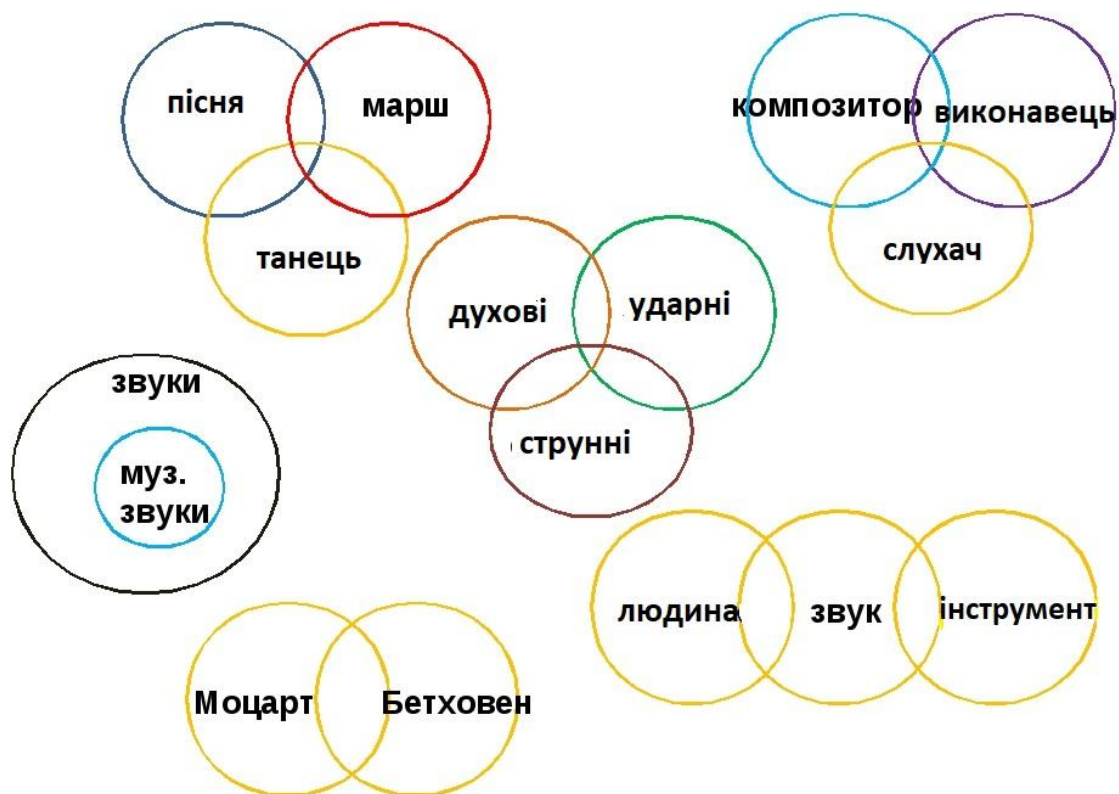 пісня
марш
танець
композитор
виконавець
слухач
духові
ударні
струнні
звуки
муз.
звуки
людина
звук
інструмент
Моцарт
Бетховен